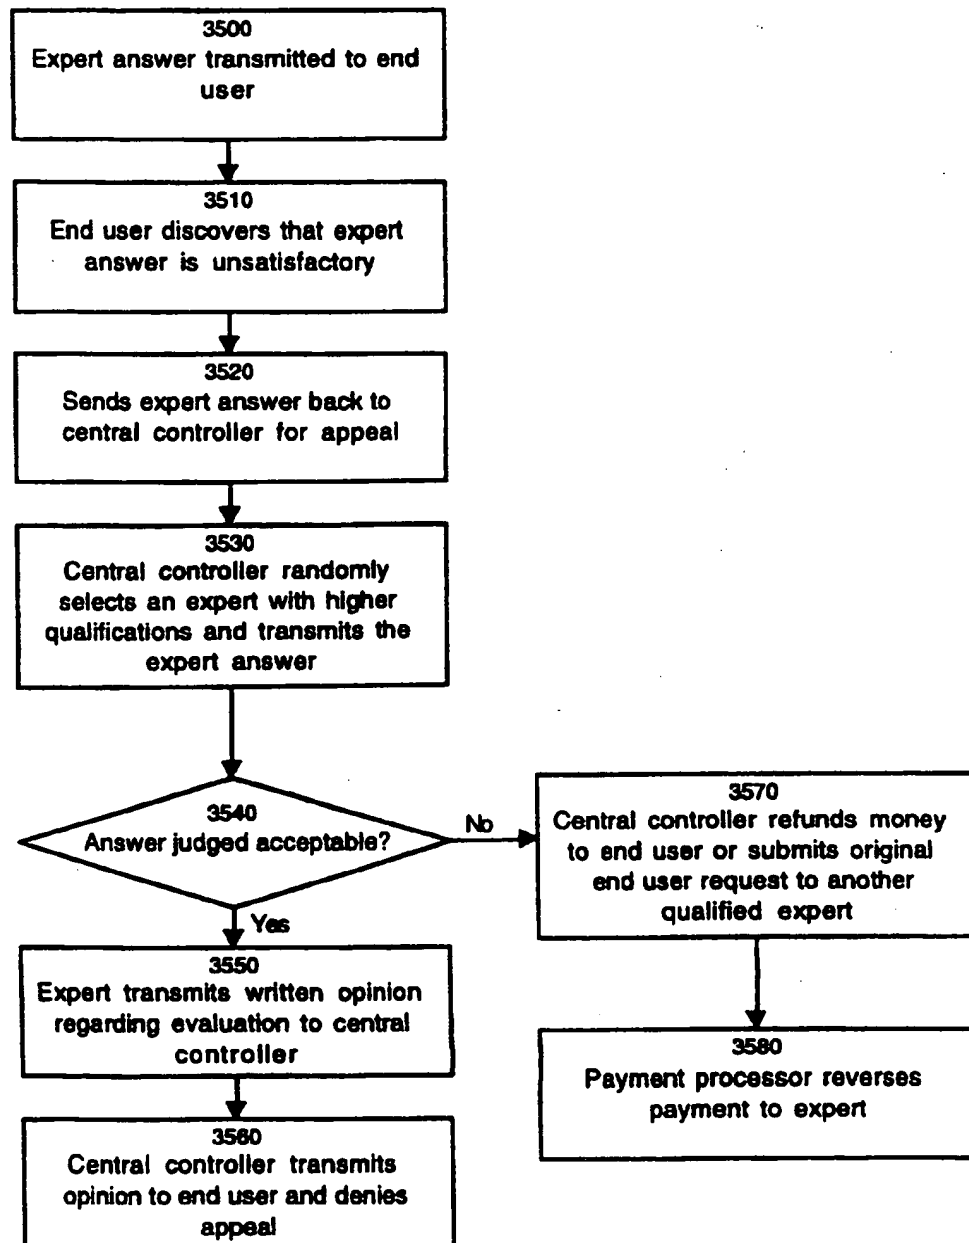 3500
Expert answer transmitted to end
user
3510
End user discovers that expert
answer is unsatisfactory
3520
Sends expert answer back to
central controller for appeal
3530
Central controller randomly
selects an expert with higher
qualifications and transmits the
expert answer
3540
Answer judged acceptable?
No
Yes
3550
Expert transmits written opinion
regarding evaluation to central
controller
3560
Central controller transmits
opinion to end user and denies
appeal
3570
Central controller refunds money
to end user or submits original
end user request to another
qualified expert
3580
Payment processor reverses
payment to expert